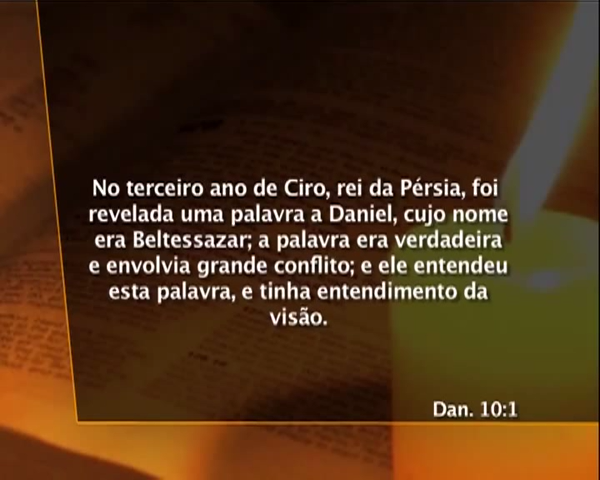 No terceiro ano de Ciro, rei da Pérsia, foi
revelada uma palavra a Daniel, cujo nome
era Beltessazar; a palavra era verdadeira
e envolvia grande conflito; e ele entendeu
esta palavra, e tinha entendimento da
visão.
Dan. 10:1